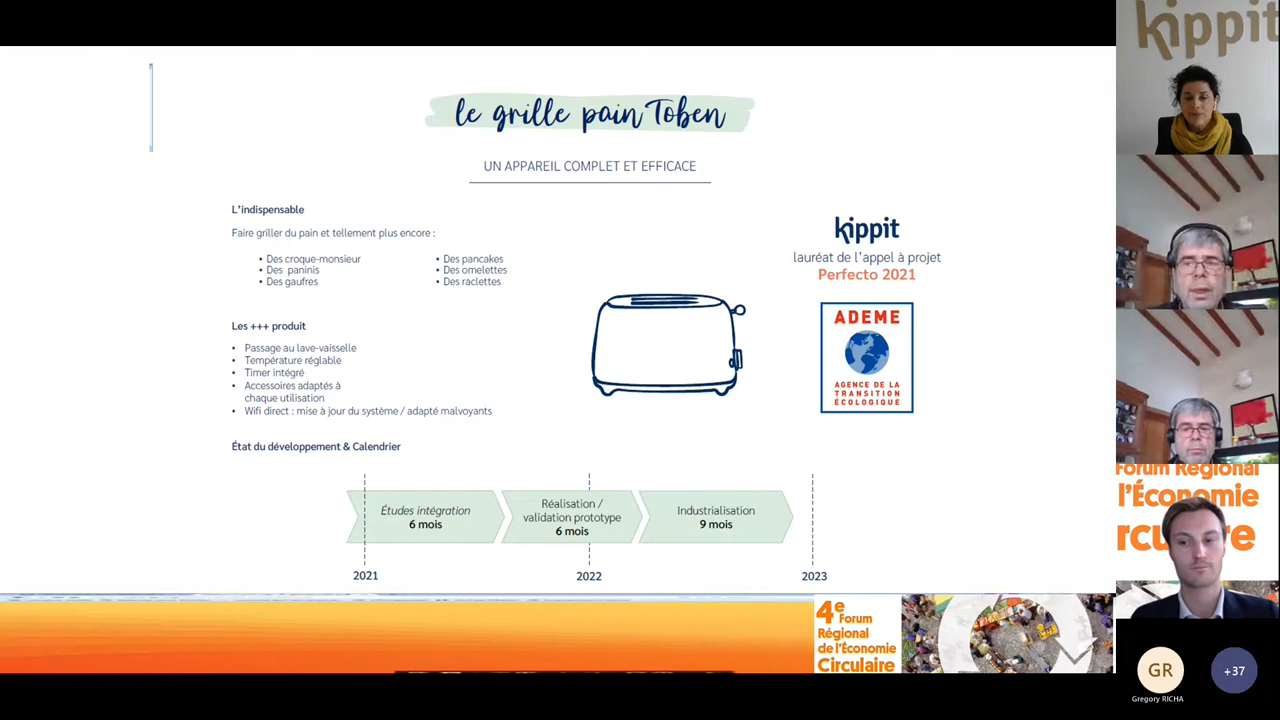 le grille pain Toben
UN APPAREIL COMPLET ET EFFICACE
L'indispensable
Faire griller du pain et tellement plus encore :
• Des croque-monsieur
• Des paninis
• Des gaufres
• Des pancakes
• Des omelettes
• Des raclettes
Les +++ produit
• Passage au lave-vaisselle
• Température réglable
• Timer intégré
• Accessoires adaptés à
chaque utilisation
• Wifi direct : mise à jour du système / adapté malvoyants
kippit
lauréat de l'appel à projet
Perfecto 2021
ADEME
AGENCE DE LA
TRANSITION
ÉCOLOGIQUE
État du développement & Calendrier
Études intégration
6 mois
Réalisation /
validation prototype
6 mois
Industrialisation
9 mois
2021
2022
2023
4e
Forum
Régional
de l'Économie
Circulaire
kippit
Forum Régional
l'Économie
GR
Gregory RICHA
+37